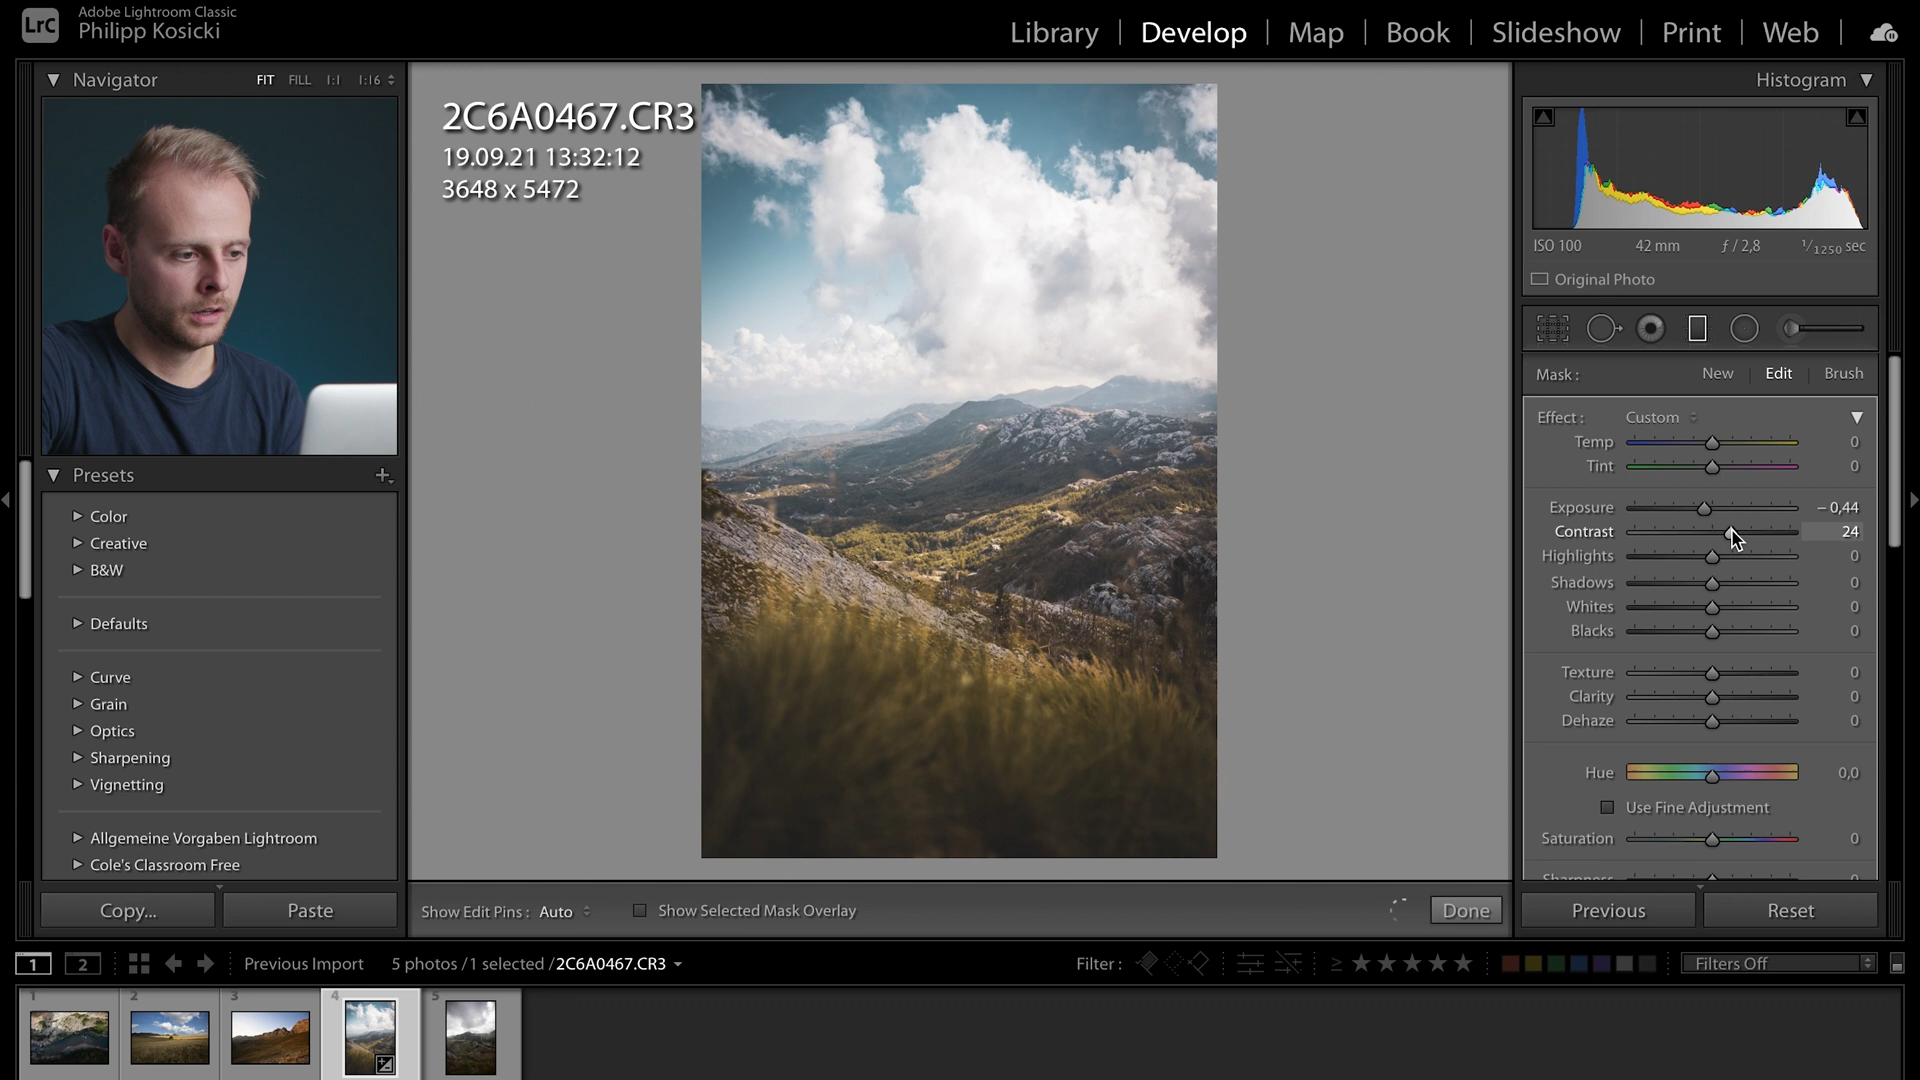 LrC
Adobe Lightroom Classic
Philipp Kosicki
Library | Develop | Map | Book | Slideshow | Print | Web |
Navigator FIT FILL 1:1 1:16
2C6A0467.CR3
19.09.21 13:32:12
3648 x 5472
Presets
Color
Creative
B&W
Defaults
Curve
Grain
Optics
Sharpening
Vignetting
Allgemeine Vorgaben Lightroom
Cole's Classroom Free
Copy... Paste
Show Edit Pins : Auto Show Selected Mask Overlay Done
Histogram
ISO 100 42 mm ƒ / 2,8 1/1250 sec
Original Photo
Mask : New Edit Brush
Effect : Custom
Temp 0
Tint 0
Exposure – 0,44
Contrast 24
Highlights 0
Shadows 0
Whites 0
Blacks 0
Texture 0
Clarity 0
Dehaze 0
Hue 0,0
Use Fine Adjustment
Saturation 0
Sharpness 0
Previous Reset
1 2 Previous Import 5 photos / 1 selected / 2C6A0467.CR3 Filter : ≥ ★ ★ ★ ★ ★ Filters Off
1 2 3 4 5